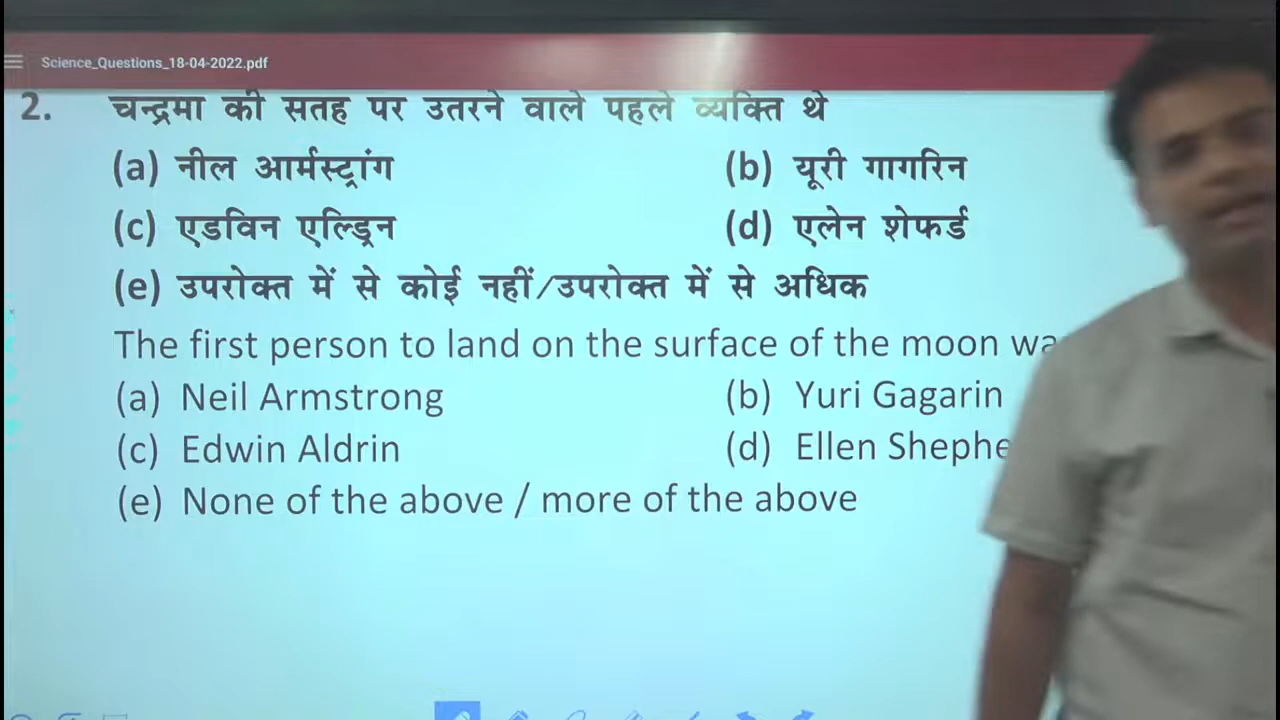 Science_Questions_18-04-2022.pdf
2. चन्द्रमा की सतह पर उतरने वाले पहले व्यक्ति थे
(a) नील आर्मस्ट्रांग (b) यूरी गागरिन
(c) एडविन एल्ड्रिन (d) एलेन शेफर्ड
(e) उपरोक्त में से कोई नहीं/उपरोक्त में से अधिक
The first person to land on the surface of the moon
(a) Neil Armstrong (b) Yuri Gagarin
(c) Edwin Aldrin (d) Ellen
(e) None of the above / more of the above